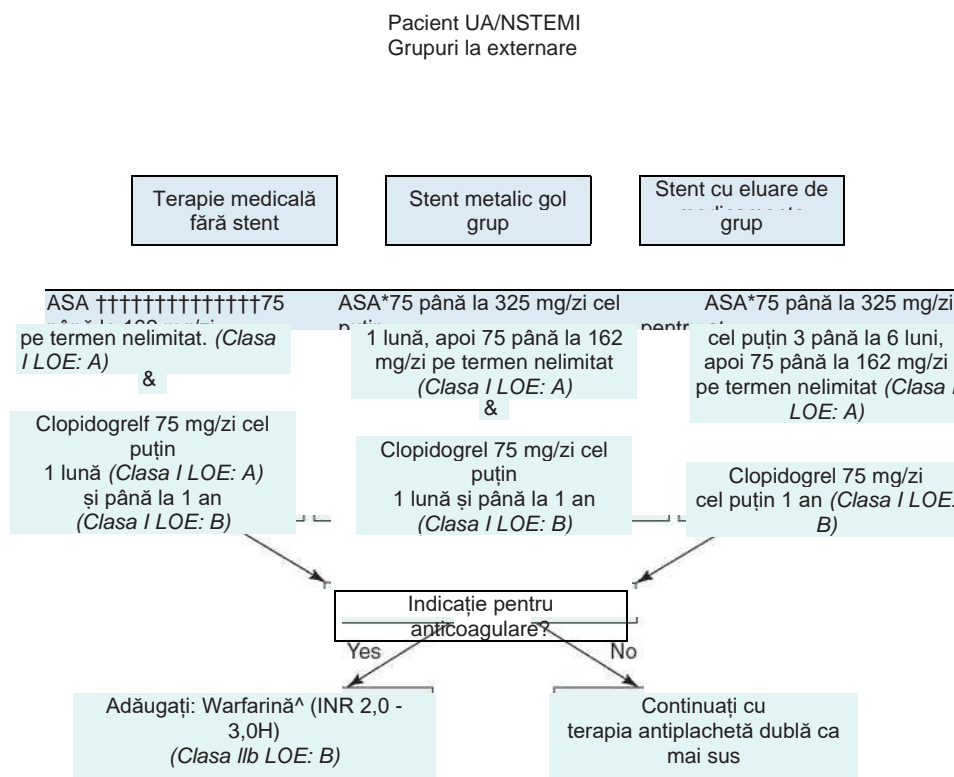 Pacient UA/NSTEMI
Grupuri la externare
Terapie medicală
fără stent
Stent metalic gol
grup
Stent cu eluare de
grup
ASA ††††††††††††††75
pe termen nelimitat. (Clasa
I LOE: A)
&
Clopidogrelf 75 mg/zi cel
puțin
1 lună (Clasa I LOE: A)
și până la 1 an
(Clasa I LOE: B)
ASA*75 până la 325 mg/zi cel
1 lună, apoi 75 până la 162
mg/zi pe termen nelimitat
(Clasa I LOE: A)
&
Clopidogrel 75 mg/zi cel
puțin
1 lună și până la 1 an
(Clasa I LOE: B)
ASA*75 până la 325 mg/zi
cel puțin 3 până la 6 luni,
apoi 75 până la 162 mg/zi
pe termen nelimitat (Clasa I
LOE: A)
Clopidogrel 75 mg/zi
cel puțin 1 an (Clasa I LOE:
B)
Indicație pentru
anticoagulare?
Yes
No
Adăugați: Warfarină^ (INR 2,0 -
3,0H)
(Clasa IIb LOE: B)
Continuați cu
terapia antiplachetă dublă ca
mai sus